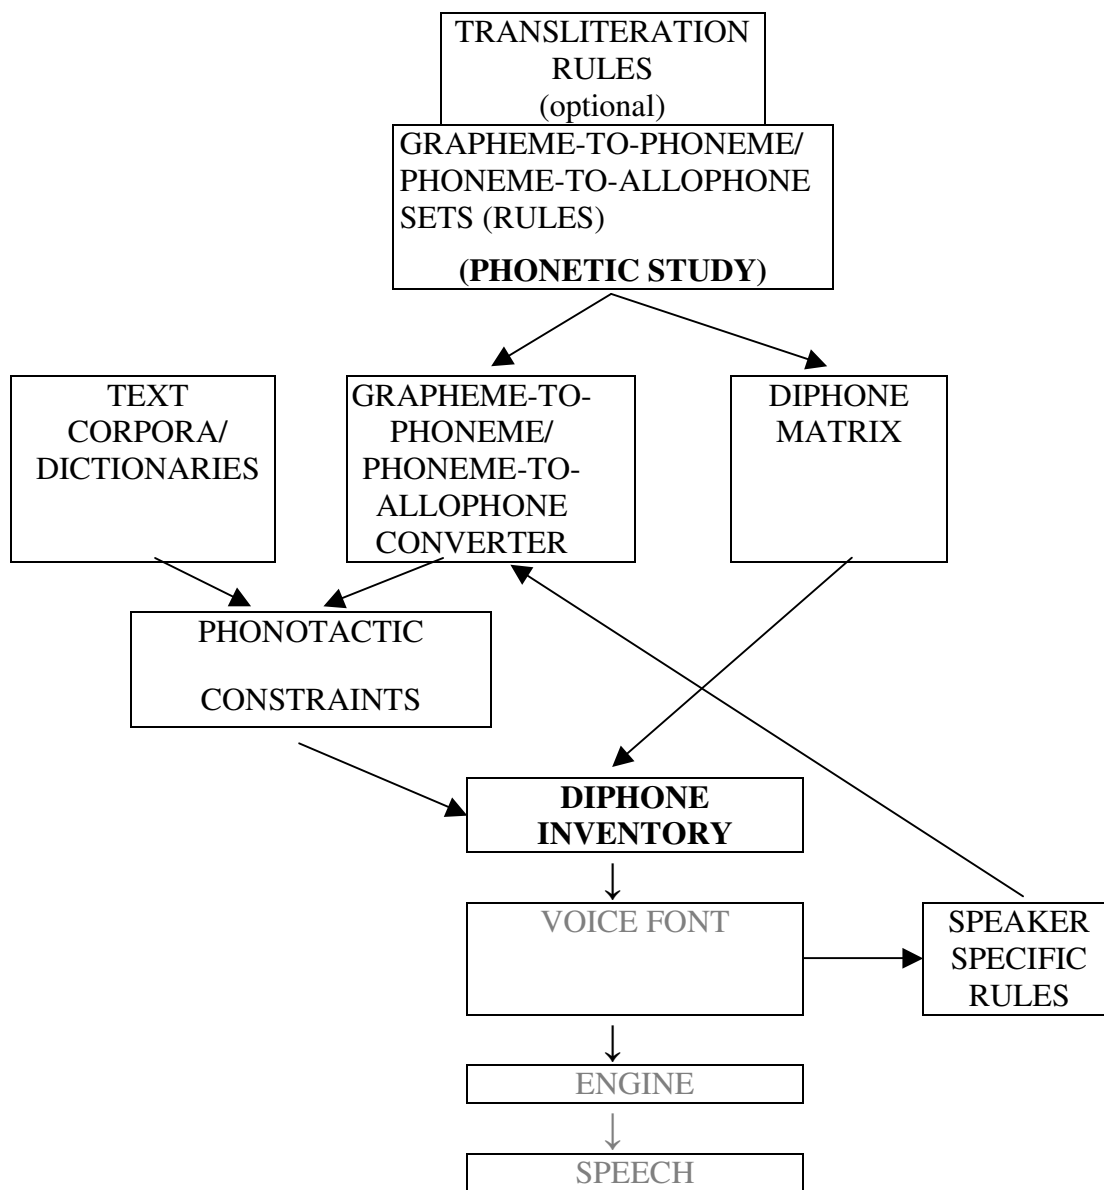 TRANSLITERATION
RULES
(optional)
GRAPHEME-TO-PHONEME/
PHONEME-TO-ALLOPHONE
SETS (RULES)
(PHONETIC STUDY)
TEXT
CORPORA/
DICTIONARIES
GRAPHEME-TO-
PHONEME/
PHONEME-TO-
ALLOPHONE
CONVERTER
DIPHONE
MATRIX
PHONOTACTIC
CONSTRAINTS
DIPHONE
INVENTORY
VOICE FONT
SPEAKER
SPECIFIC
RULES
ENGINE
SPEECH